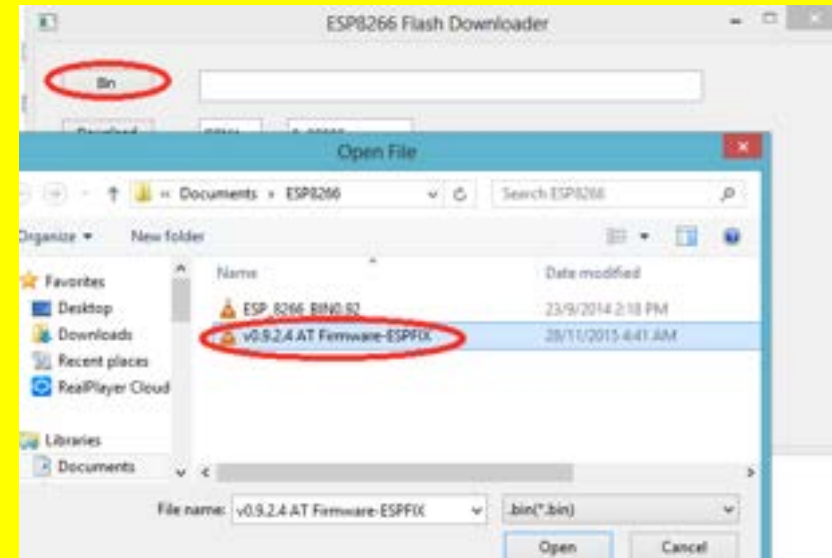 ESP8266 Flash Downloader
Bin
Download
Open File
« Documents › ESP8266
Search ESP8266
Organize
New folder
Name
Date modified
Favorites
Desktop
Downloads
Recent places
RealPlayer Cloud
Libraries
Documents
ESP_8266_BIN0.92
23/9/2014 2:18 PM
v0.9.2.4 AT Firmware-ESPFIX
28/11/2015 4:41 AM
File name:
v0.9.2.4 AT Firmware-ESPFIX
.bin(*.bin)
Open
Cancel